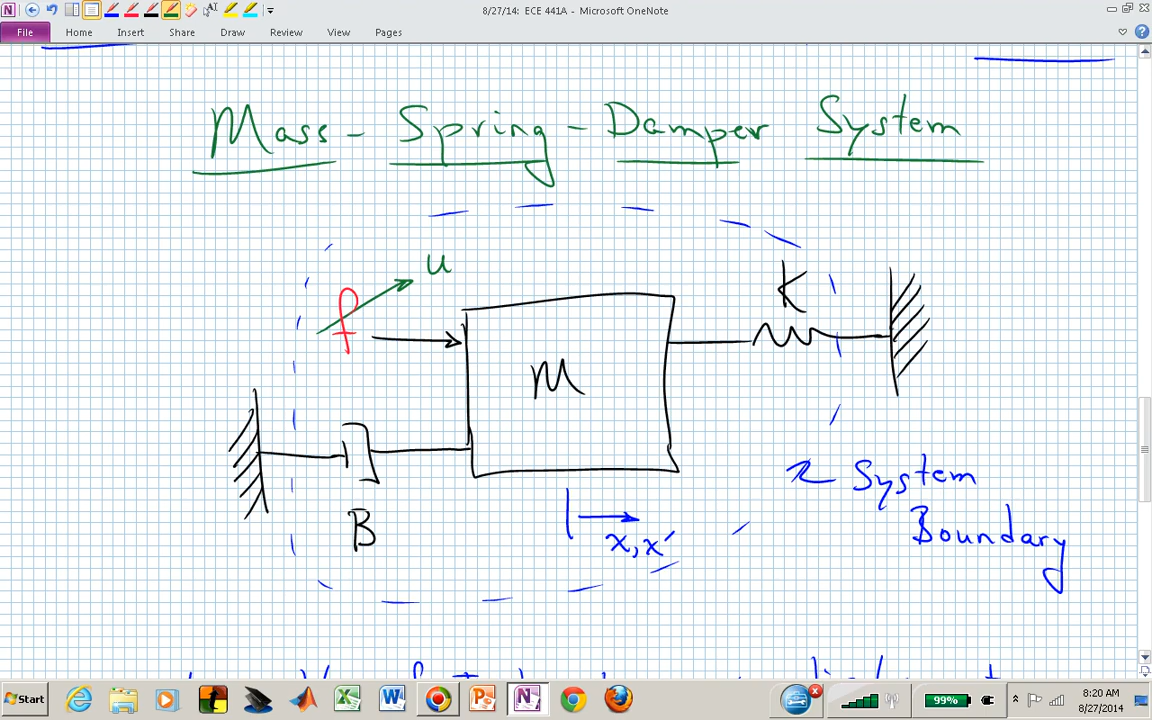 8/27/14: ECE 441A - Microsoft OneNote
File Home Insert Share Draw Review View Pages
Mass - Spring - Damper System
u
f
K
M
B
x, x'
System
Boundary
Start
99%
8:20 AM
8/27/2014